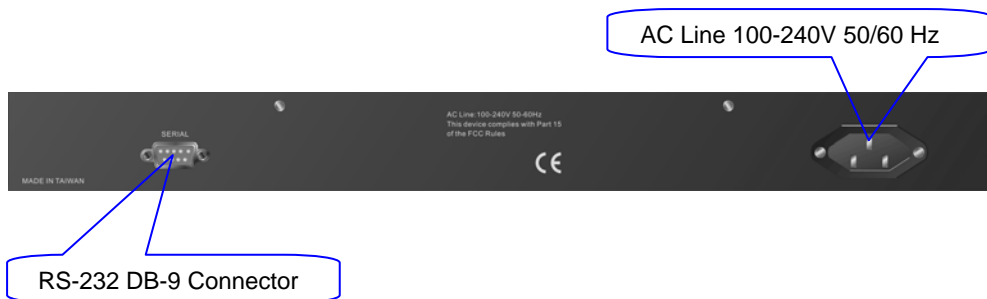 AC Line 100-240V 50/60 Hz
SERIAL
AC Line:100-240V 50-60Hz
This device complies with Part 15
of the FCC Rules
CE
MADE IN TAIWAN
RS-232 DB-9 Connector